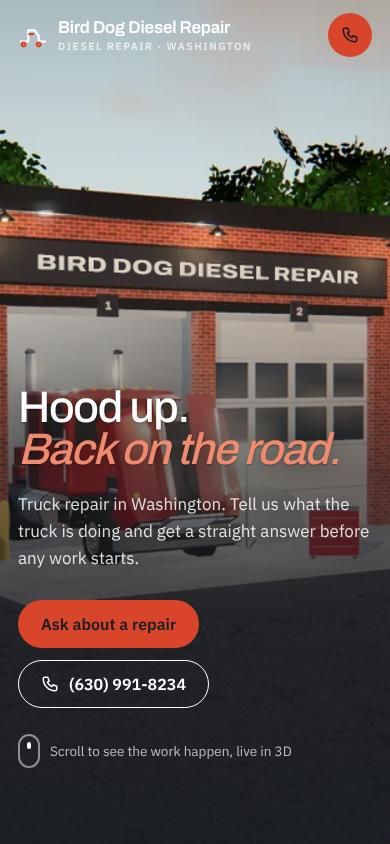 Bird Dog Diesel Repair
DIESEL REPAIR · WASHINGTON
BIRD DOG DIESEL REPAIR
1
2
Hood up.
Back on the road.
Truck repair in Washington. Tell us what the
truck is doing and get a straight answer before
any work starts.
Ask about a repair
(630) 991-8234
Scroll to see the work happen, live in 3D